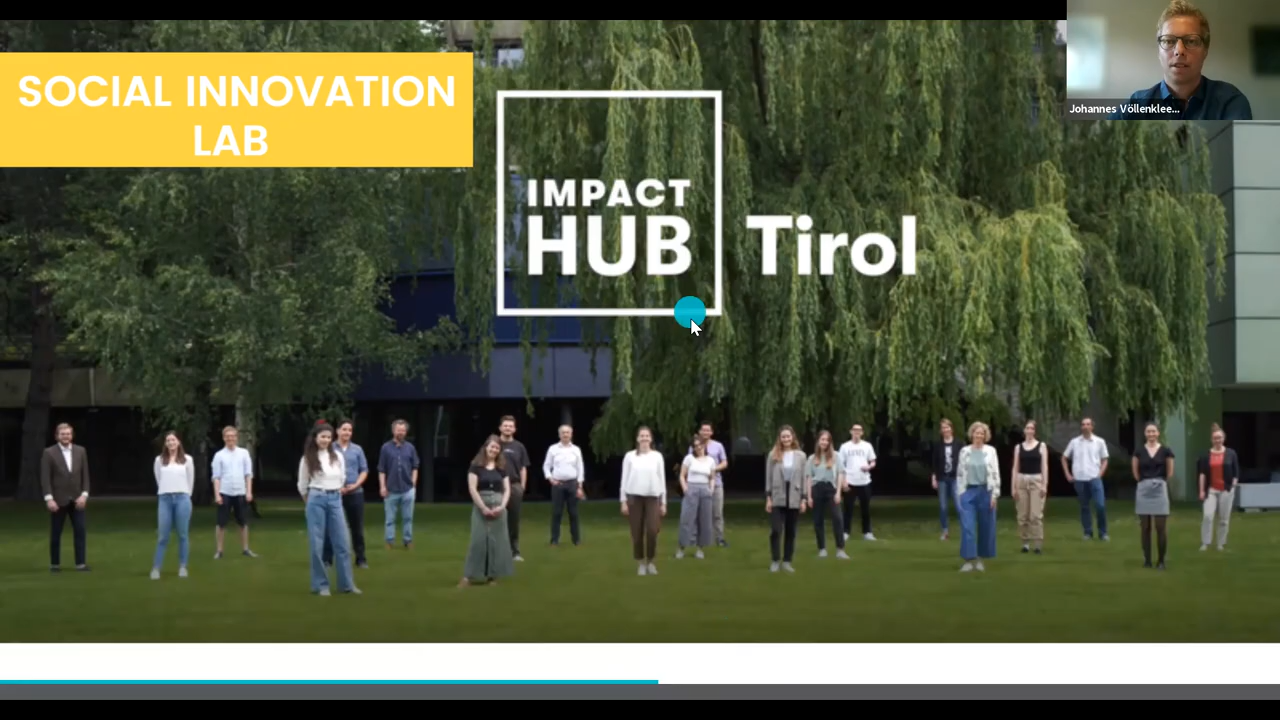 SOCIAL INNOVATION
LAB
IMPACT
HUB
Tirol
Johannes Völlenklee...